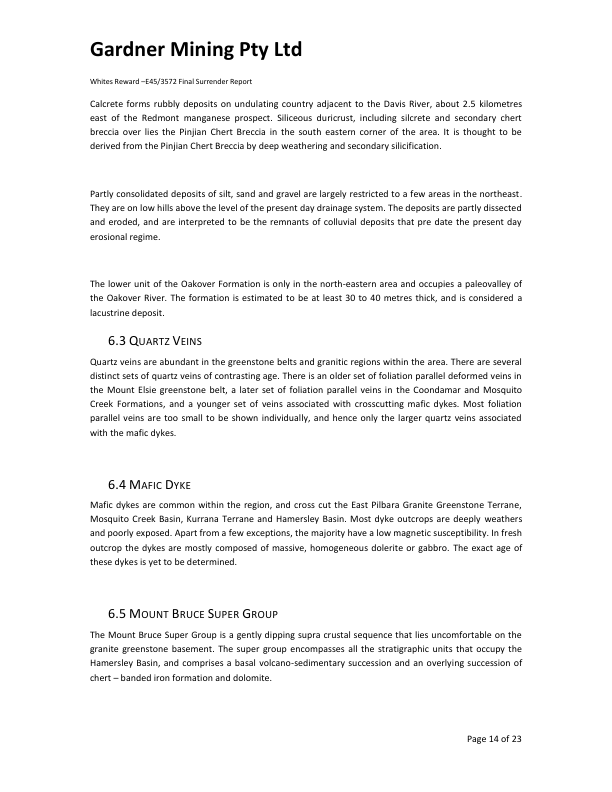 Gardner Mining Pty Ltd
Whites Reward –E45/3572 Final Surrender Report
Calcrete forms rubbly deposits on undulating country adjacent to the Davis River, about 2.5 kilometres
east of the Redmont manganese prospect. Siliceous duricrust, including silcrete and secondary chert
breccia over lies the Pinjian Chert Breccia in the south eastern corner of the area. It is thought to be
derived from the Pinjian Chert Breccia by deep weathering and secondary silicification.
Partly consolidated deposits of silt, sand and gravel are largely restricted to a few areas in the northeast.
They are on low hills above the level of the present day drainage system. The deposits are partly dissected
and eroded, and are interpreted to be the remnants of colluvial deposits that pre date the present day
erosional regime.
The lower unit of the Oakover Formation is only in the north-eastern area and occupies a paleovalley of
the Oakover River. The formation is estimated to be at least 30 to 40 metres thick, and is considered a
lacustrine deposit.
6.3 QUARTZ VEINS
Quartz veins are abundant in the greenstone belts and granitic regions within the area. There are several
distinct sets of quartz veins of contrasting age. There is an older set of foliation parallel deformed veins in
the Mount Elsie greenstone belt, a later set of foliation parallel veins in the Coondamar and Mosquito
Creek Formations, and a younger set of veins associated with crosscutting mafic dykes. Most foliation
parallel veins are too small to be shown individually, and hence only the larger quartz veins associated
with the mafic dykes.
6.4 MAFIC DYKE
Mafic dykes are common within the region, and cross cut the East Pilbara Granite Greenstone Terrane,
Mosquito Creek Basin, Kurrana Terrane and Hamersley Basin. Most dyke outcrops are deeply weathers
and poorly exposed. Apart from a few exceptions, the majority have a low magnetic susceptibility. In fresh
outcrop the dykes are mostly composed of massive, homogeneous dolerite or gabbro. The exact age of
these dykes is yet to be determined.
6.5 MOUNT BRUCE SUPER GROUP
The Mount Bruce Super Group is a gently dipping supra crustal sequence that lies uncomfortable on the
granite greenstone basement. The super group encompasses all the stratigraphic units that occupy the
Hamersley Basin, and comprises a basal volcano-sedimentary succession and an overlying succession of
chert – banded iron formation and dolomite.
Page 14 of 23